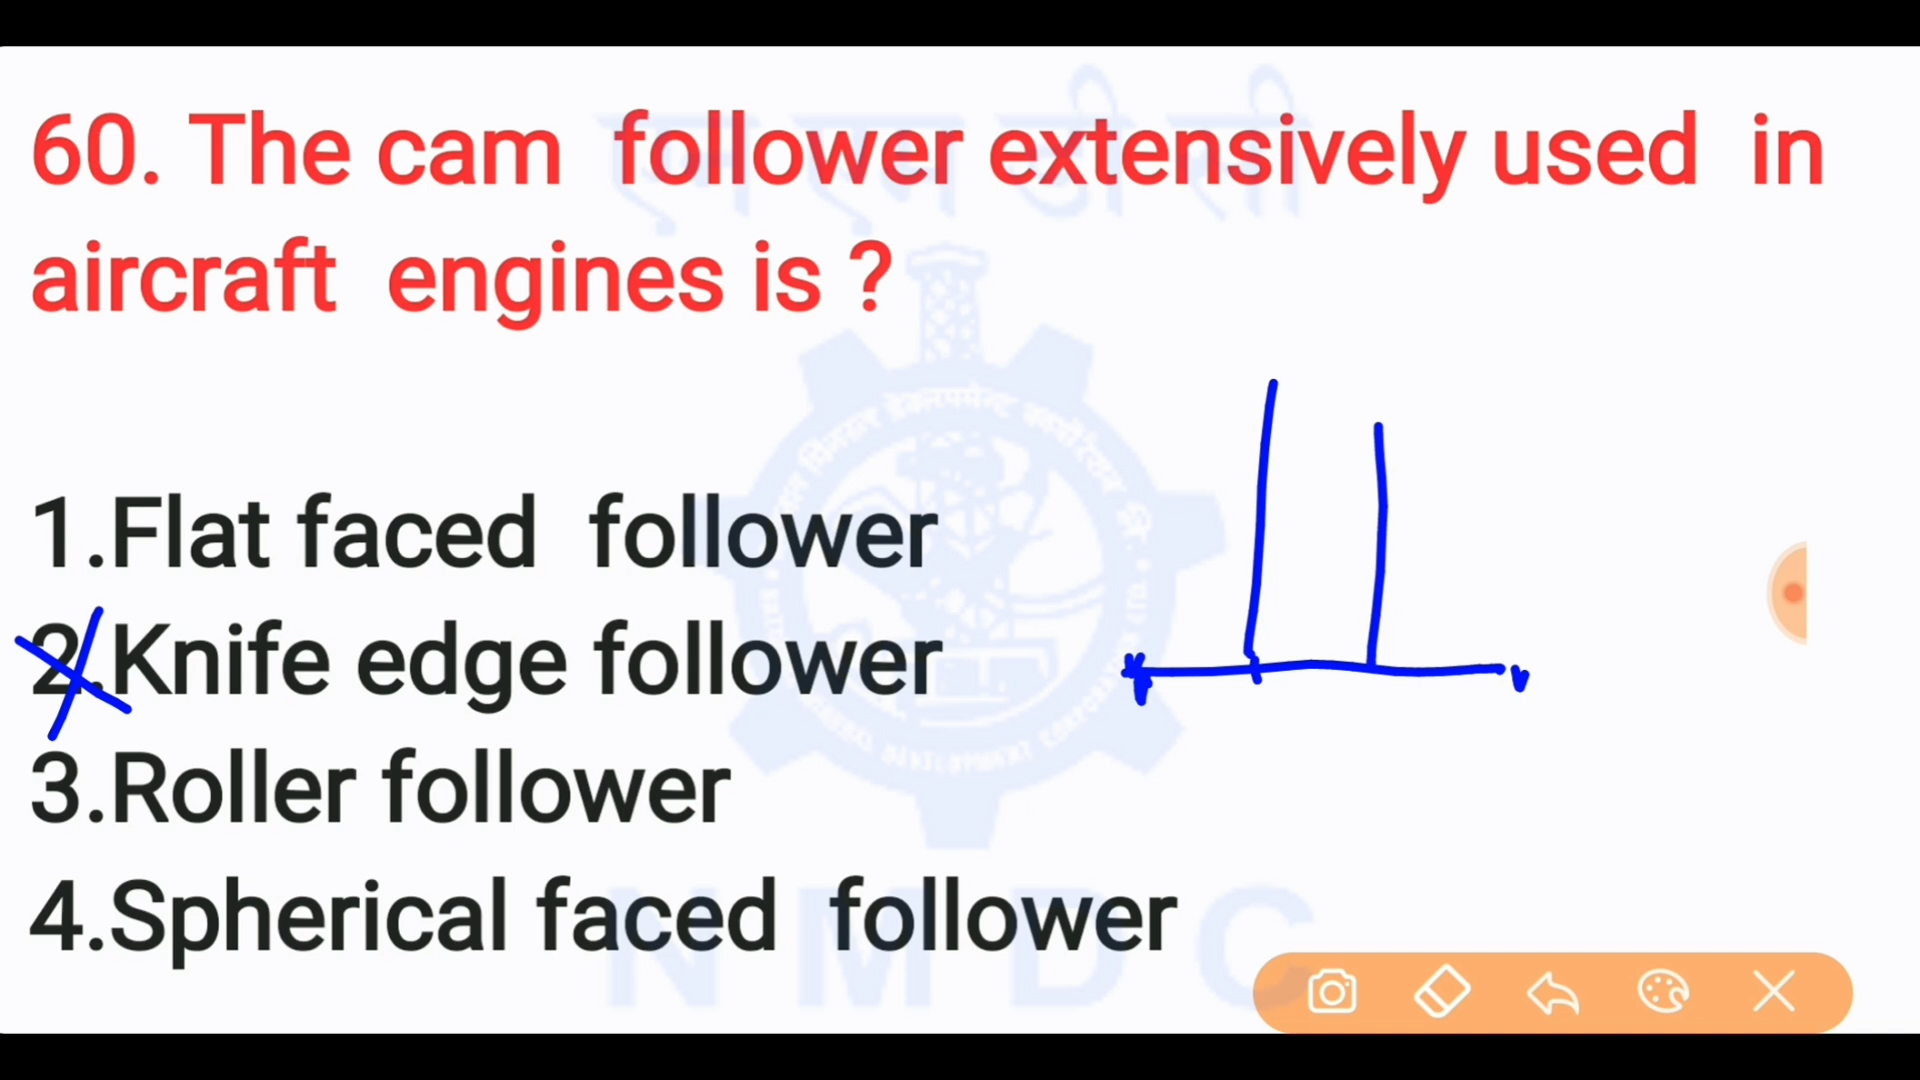 60. The cam follower extensively used in
aircraft engines is ?
1.Flat faced follower
2.Knife edge follower
3.Roller follower
4.Spherical faced follower
NMDC